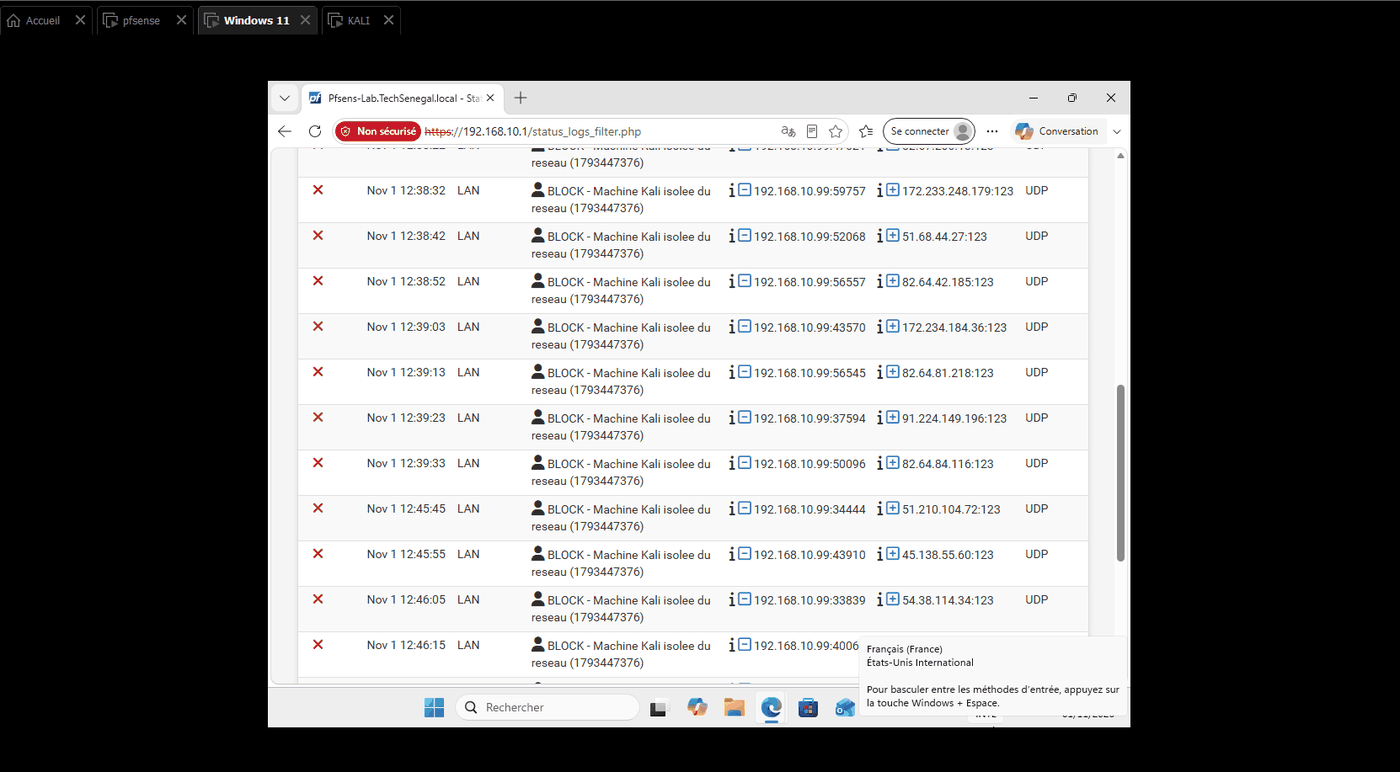 Accueil
pfsense
Windows 11
KALI
Pfsens-Lab.TechSenegal.local - Sta
Non sécurisé https://192.168.10.1/status_logs_filter.php
Se connecter
Conversation
reseau (1793447376)
Nov 1 12:38:32 LAN BLOCK - Machine Kali isolee du 192.168.10.99:59757 172.233.248.179:123 UDP
reseau (1793447376)
Nov 1 12:38:42 LAN BLOCK - Machine Kali isolee du 192.168.10.99:52068 51.68.44.27:123 UDP
reseau (1793447376)
Nov 1 12:38:52 LAN BLOCK - Machine Kali isolee du 192.168.10.99:56557 82.64.42.185:123 UDP
reseau (1793447376)
Nov 1 12:39:03 LAN BLOCK - Machine Kali isolee du 192.168.10.99:43570 172.234.184.36:123 UDP
reseau (1793447376)
Nov 1 12:39:13 LAN BLOCK - Machine Kali isolee du 192.168.10.99:56545 82.64.81.218:123 UDP
reseau (1793447376)
Nov 1 12:39:23 LAN BLOCK - Machine Kali isolee du 192.168.10.99:37594 91.224.149.196:123 UDP
reseau (1793447376)
Nov 1 12:39:33 LAN BLOCK - Machine Kali isolee du 192.168.10.99:50096 82.64.84.116:123 UDP
reseau (1793447376)
Nov 1 12:45:45 LAN BLOCK - Machine Kali isolee du 192.168.10.99:34444 51.210.104.72:123 UDP
reseau (1793447376)
Nov 1 12:45:55 LAN BLOCK - Machine Kali isolee du 192.168.10.99:43910 45.138.55.60:123 UDP
reseau (1793447376)
Nov 1 12:46:05 LAN BLOCK - Machine Kali isolee du 192.168.10.99:33839 54.38.114.34:123 UDP
reseau (1793447376)
Nov 1 12:46:15 LAN BLOCK - Machine Kali isolee du 192.168.10.99:4006
reseau (1793447376)
Français (France)
États-Unis International
Pour basculer entre les méthodes d'entrée, appuyez sur
la touche Windows + Espace.
Rechercher